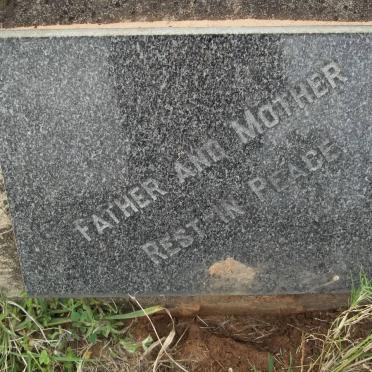 FATHER AND MOTHER
REST IN PEACE